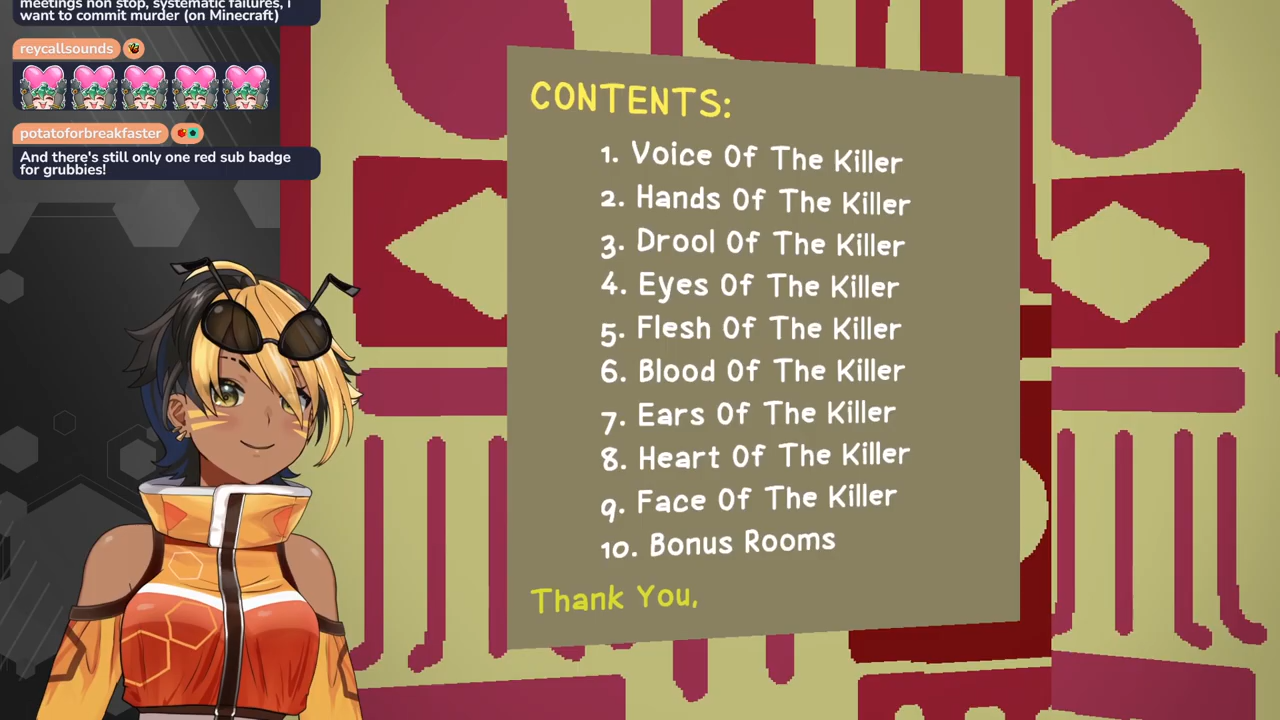 meetings non stop, systematic failures, i
want to commit murder (on Minecraft)
reycallsounds
potatoforbreakfaster
And there's still only one red sub badge
for grubbies!
CONTENTS:
1. Voice Of The Killer
2. Hands Of The Killer
3. Drool Of The Killer
4. Eyes Of The Killer
5. Flesh Of The Killer
6. Blood Of The Killer
7. Ears Of The Killer
8. Heart Of The Killer
9. Face Of The Killer
10. Bonus Rooms
Thank You,